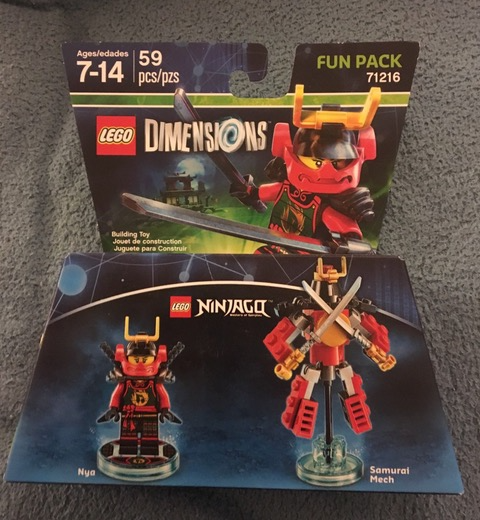 Ages/edades
7-14
59
pcs/pzs
FUN PACK
71216
LEGO DIMENSIONS
Building Toy
Jouet de construction
Juguete para Construir
LEGO NINJAGO
Masters of Spinjitzu
Nya
Samurai
Mech